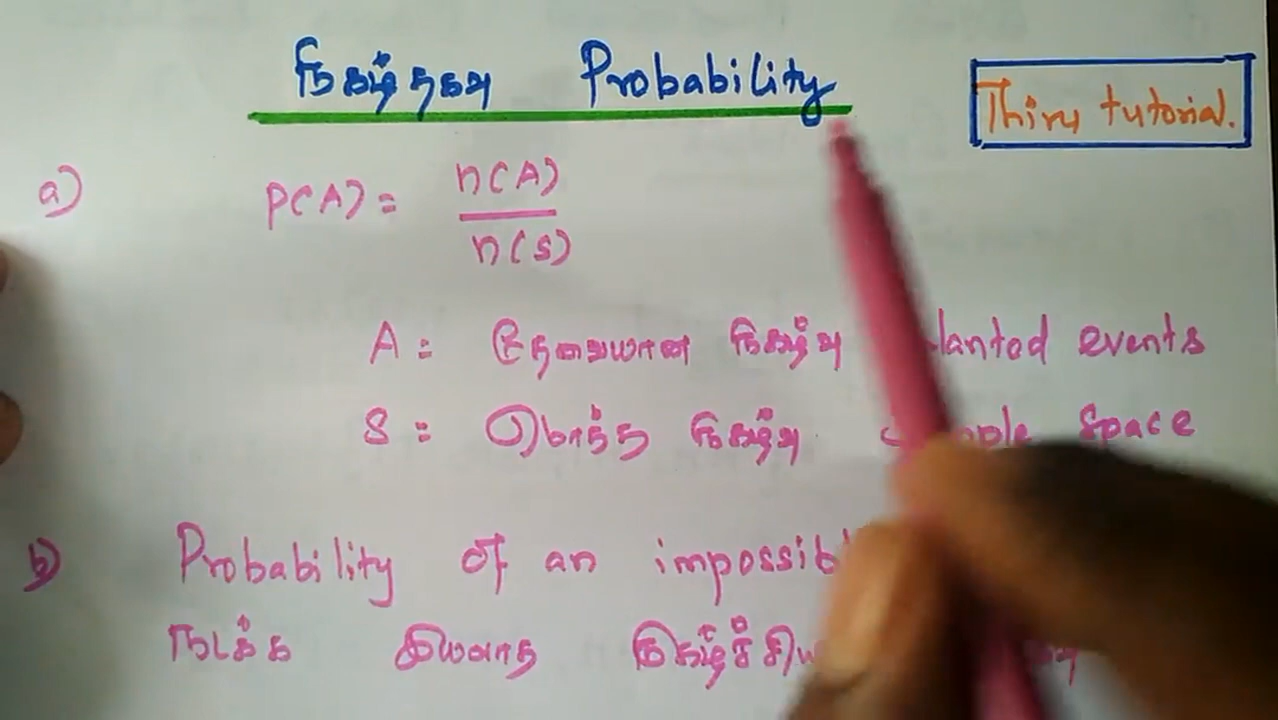 நிகழ்தகவு Probability
Thiru tutorial.
a) P(A) = n(A)
n(S)
A : தேவையான நிகழ்வு events
S : மொத்த நிகழ்வு Space
b) Probability of an
நடக்க இயலாத